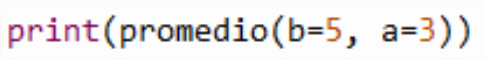 print(promedio(b=5, a=3))